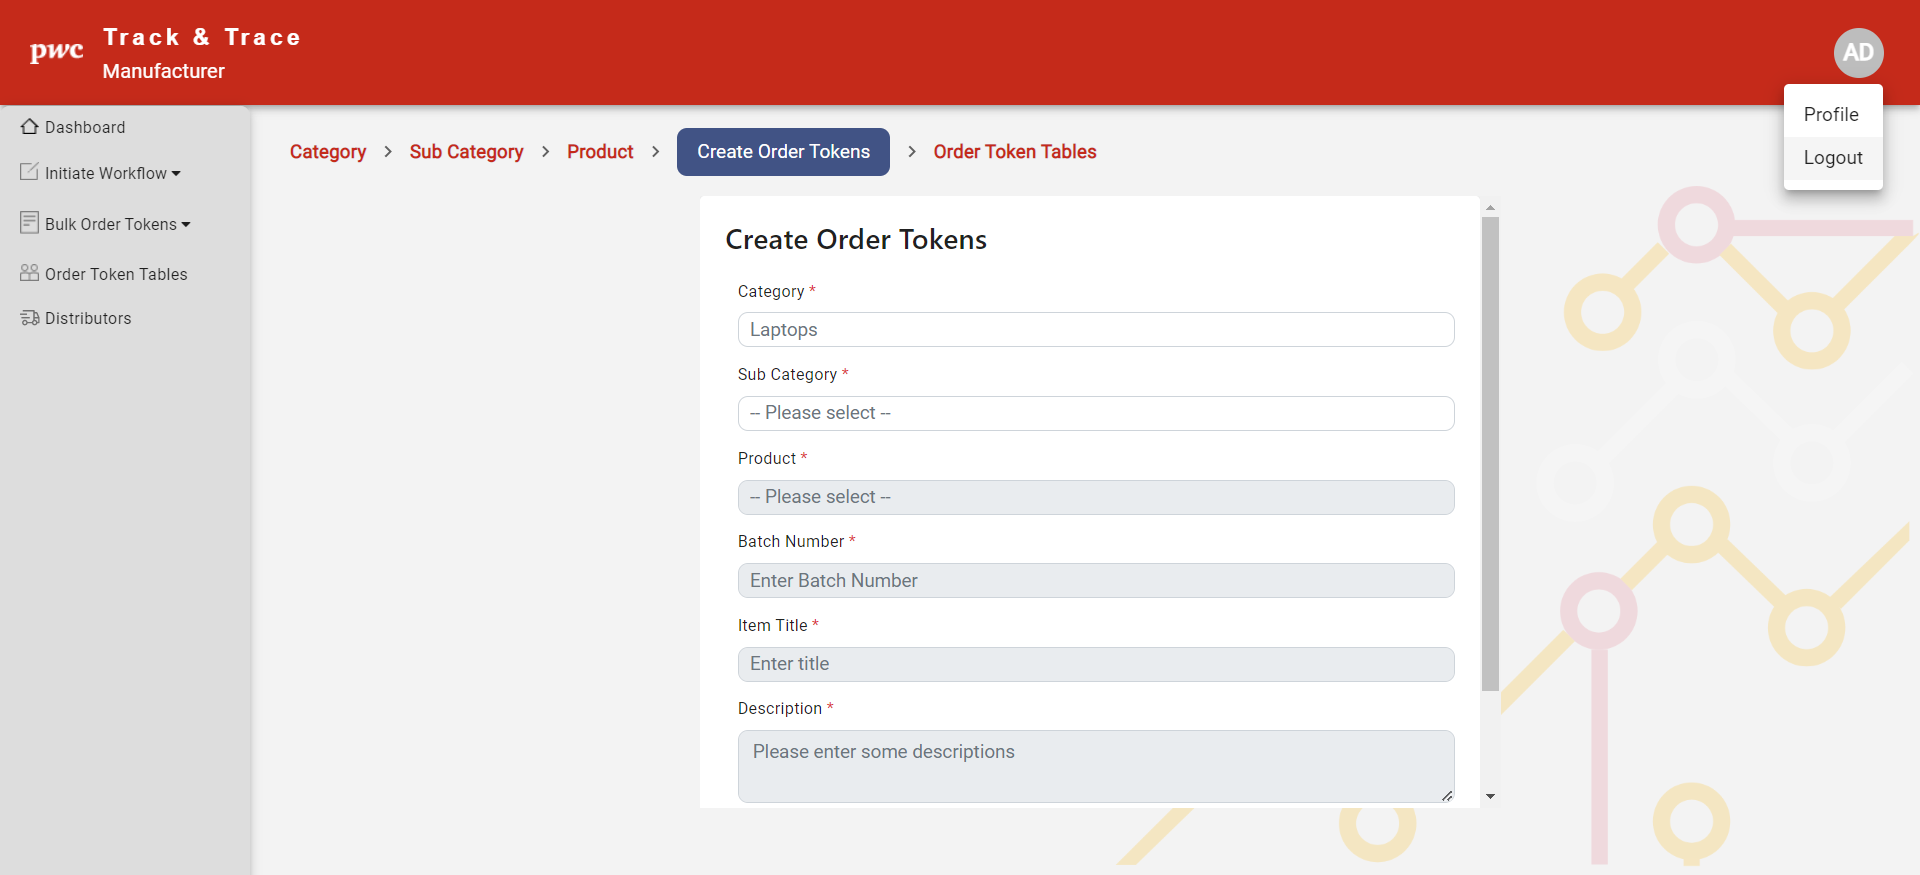 pwc
Track & Trace
Manufacturer
AD
Profile
Logout
Dashboard
Initiate Workflow
Bulk Order Tokens
Order Token Tables
Distributors
Category > Sub Category > Product > Create Order Tokens > Order Token Tables
Create Order Tokens
Category *
Laptops
Sub Category *
-- Please select --
Product *
-- Please select --
Batch Number *
Enter Batch Number
Item Title *
Enter title
Description *
Please enter some descriptions